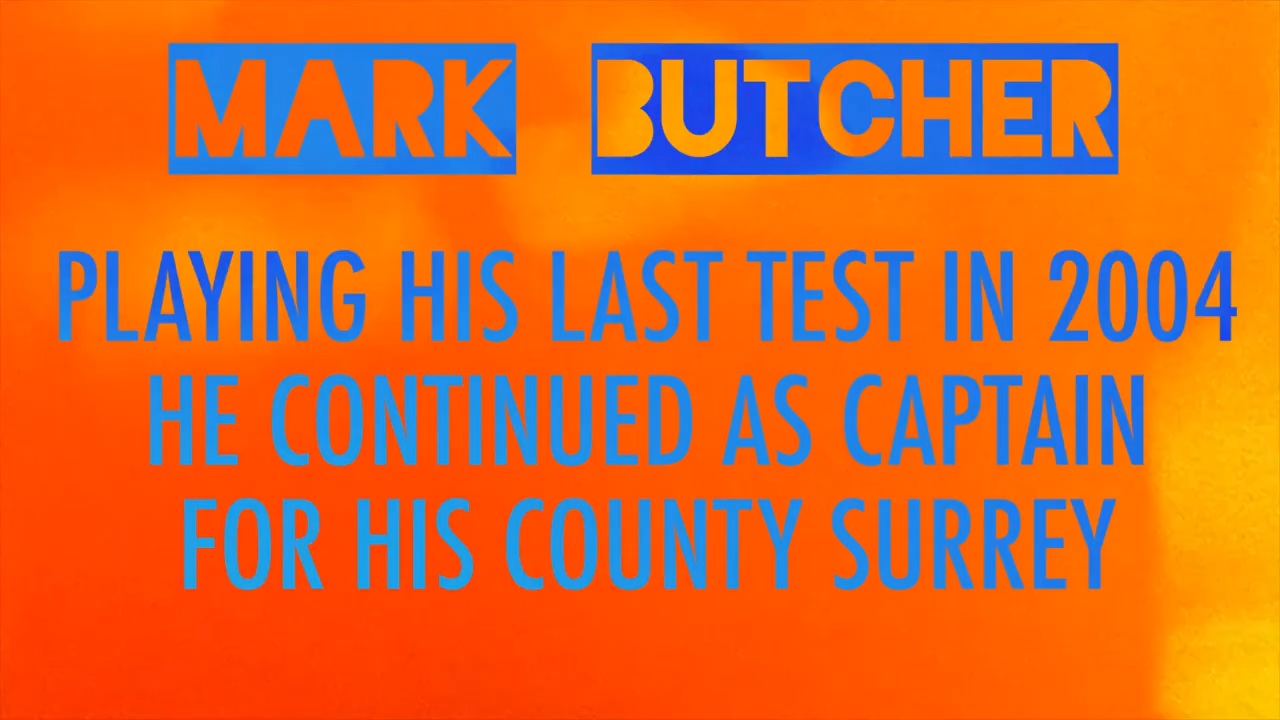 MARK BUTCHER
PLAYING HIS LAST TEST IN 2004
HE CONTINUED AS CAPTAIN
FOR HIS COUNTY SURREY